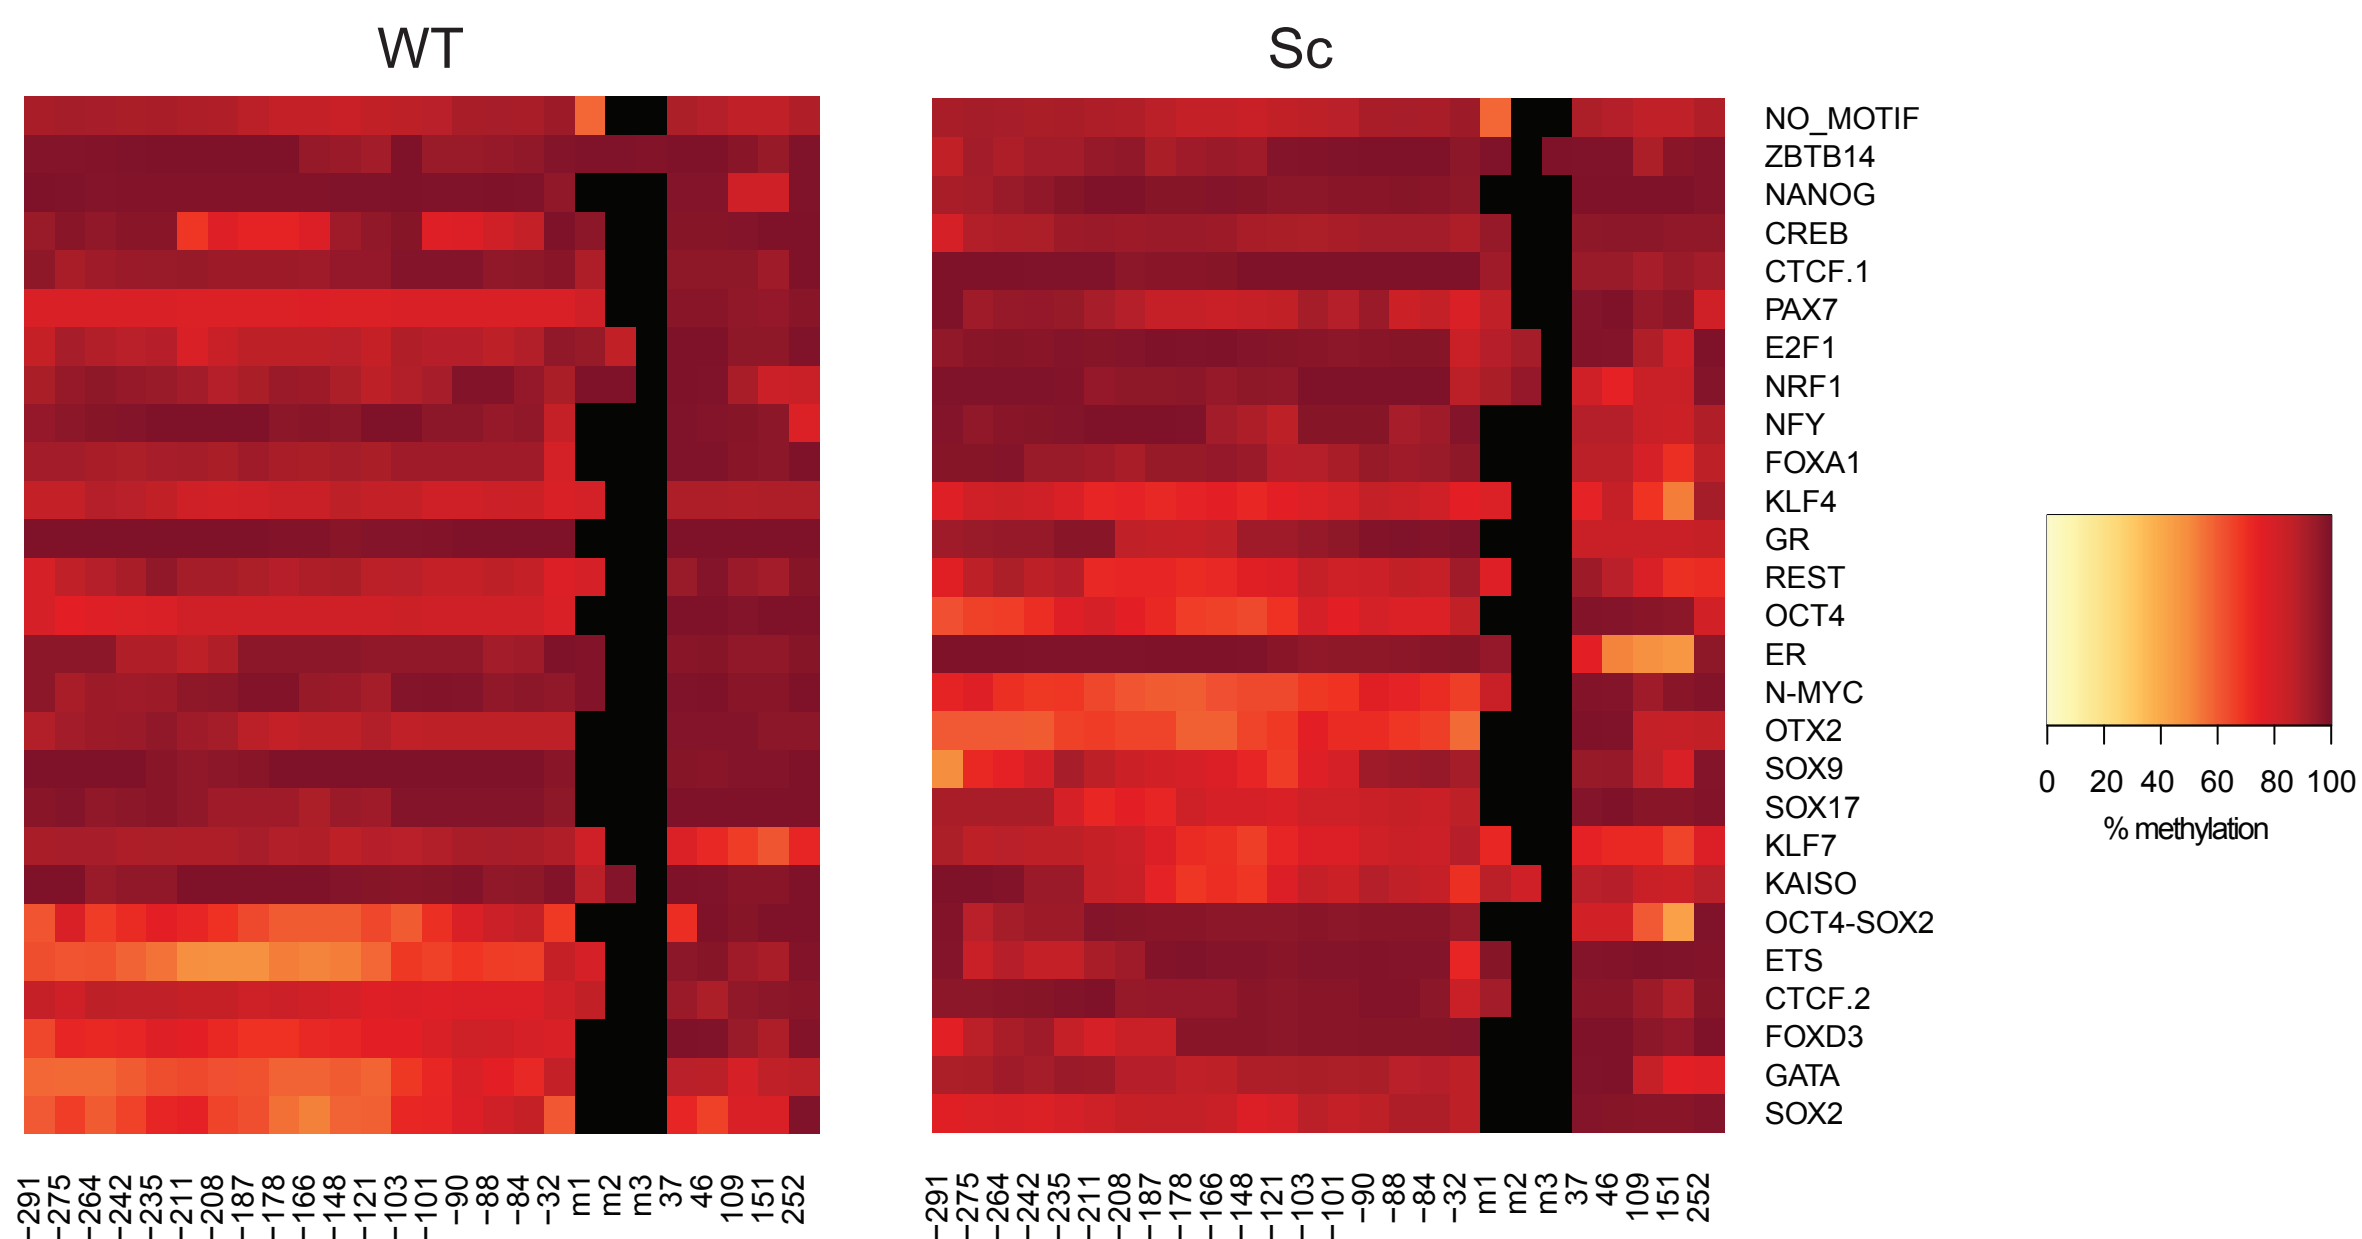 WT
Sc
NO_MOTIF
ZBTB14
NANOG
CREB
CTCF.1
PAX7
E2F1
NRF1
NFY
FOXA1
KLF4
GR
REST
OCT4
ER
N-MYC
OTX2
SOX9
SOX17
KLF7
KAISO
OCT4-SOX2
ETS
CTCF.2
FOXD3
GATA
SOX2
0 20 40 60 80 100
% methylation
−291 −275 −264 −242 −235 −211 −208 −187 −178 −166 −148 −121 −103 −101 −90 −88 −84 −32 m1 m2 m3 37 46 109 151 252
−291 −275 −264 −242 −235 −211 −208 −187 −178 −166 −148 −121 −103 −101 −90 −88 −84 −32 m1 m2 m3 37 46 109 151 252